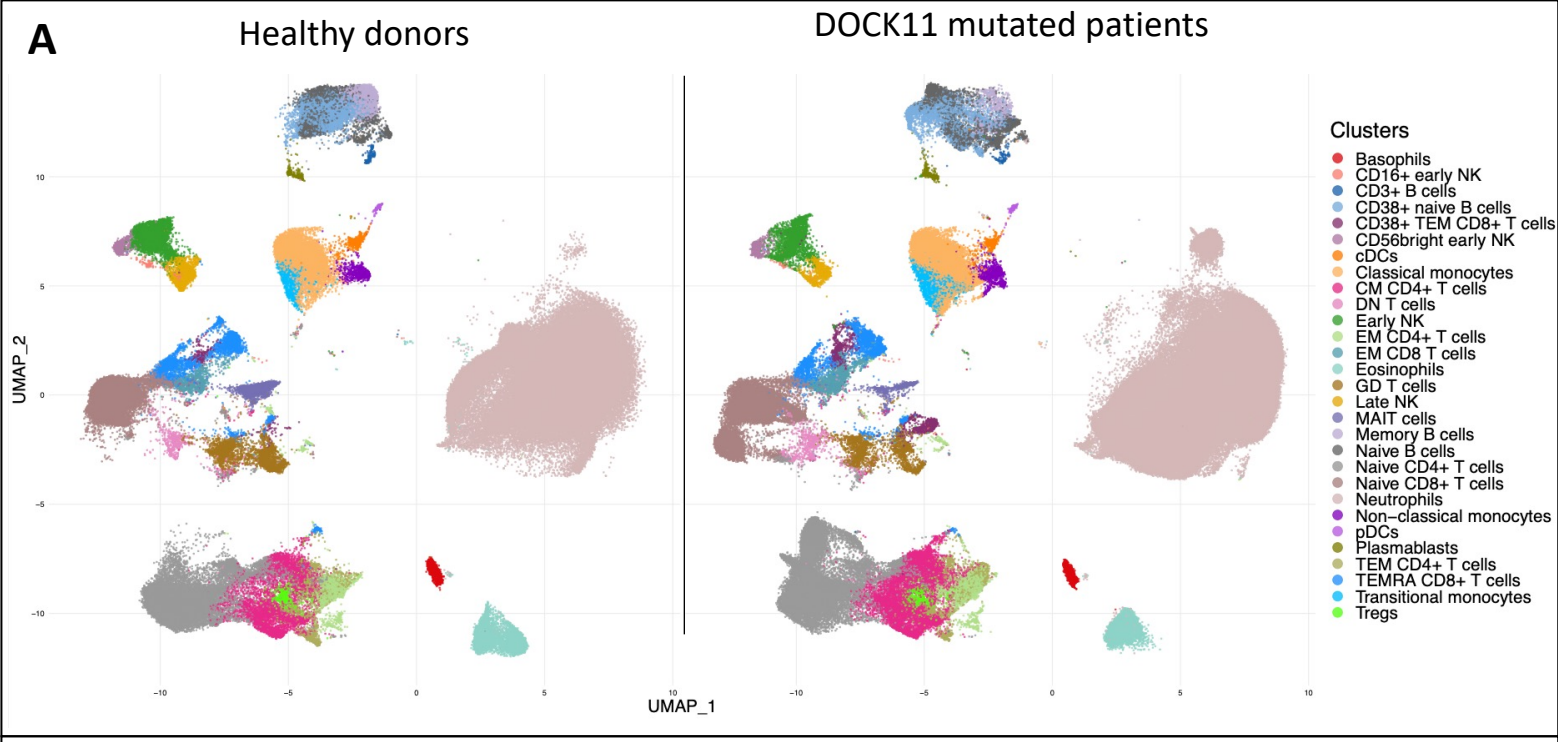 A
Healthy donors
DOCK11 mutated patients
Clusters
Basophils
CD16+ early NK
CD3+ B cells
CD38+ naive B cells
CD38+ TEM CD8+ T cells
CD56bright early NK
cDCs
Classical monocytes
CM CD4+ T cells
DN T cells
Early NK
EM CD4+ T cells
EM CD8 T cells
Eosinophils
GD T cells
Late NK
MAIT cells
Memory B cells
Naive B cells
Naive CD4+ T cells
Naive CD8+ T cells
Neutrophils
Non−classical monocytes
pDCs
Plasmablasts
TEM CD4+ T cells
TEMRA CD8+ T cells
Transitional monocytes
Tregs
UMAP_2
10
5
0
−5
−10
−10 −5 0 5 10
−10 −5 0 5 10
UMAP_1